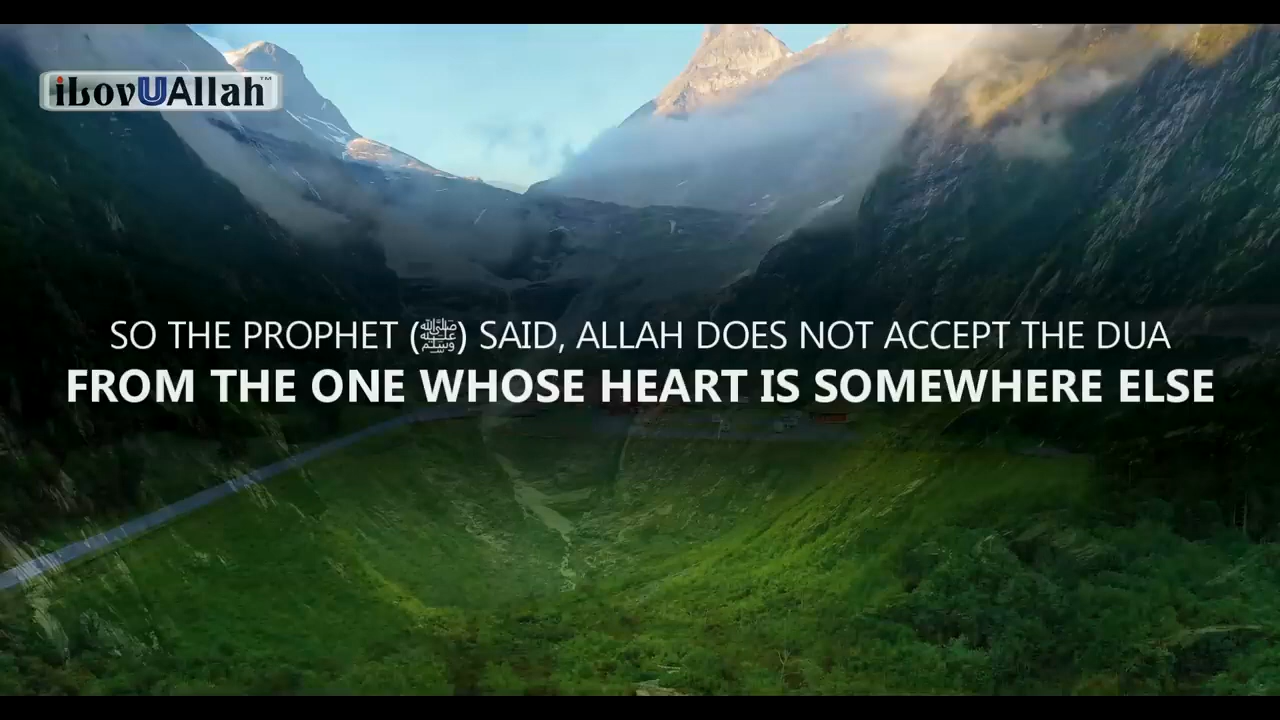 iLovUAllah™
SO THE PROPHET (ﷺ) SAID, ALLAH DOES NOT ACCEPT THE DUA
FROM THE ONE WHOSE HEART IS SOMEWHERE ELSE